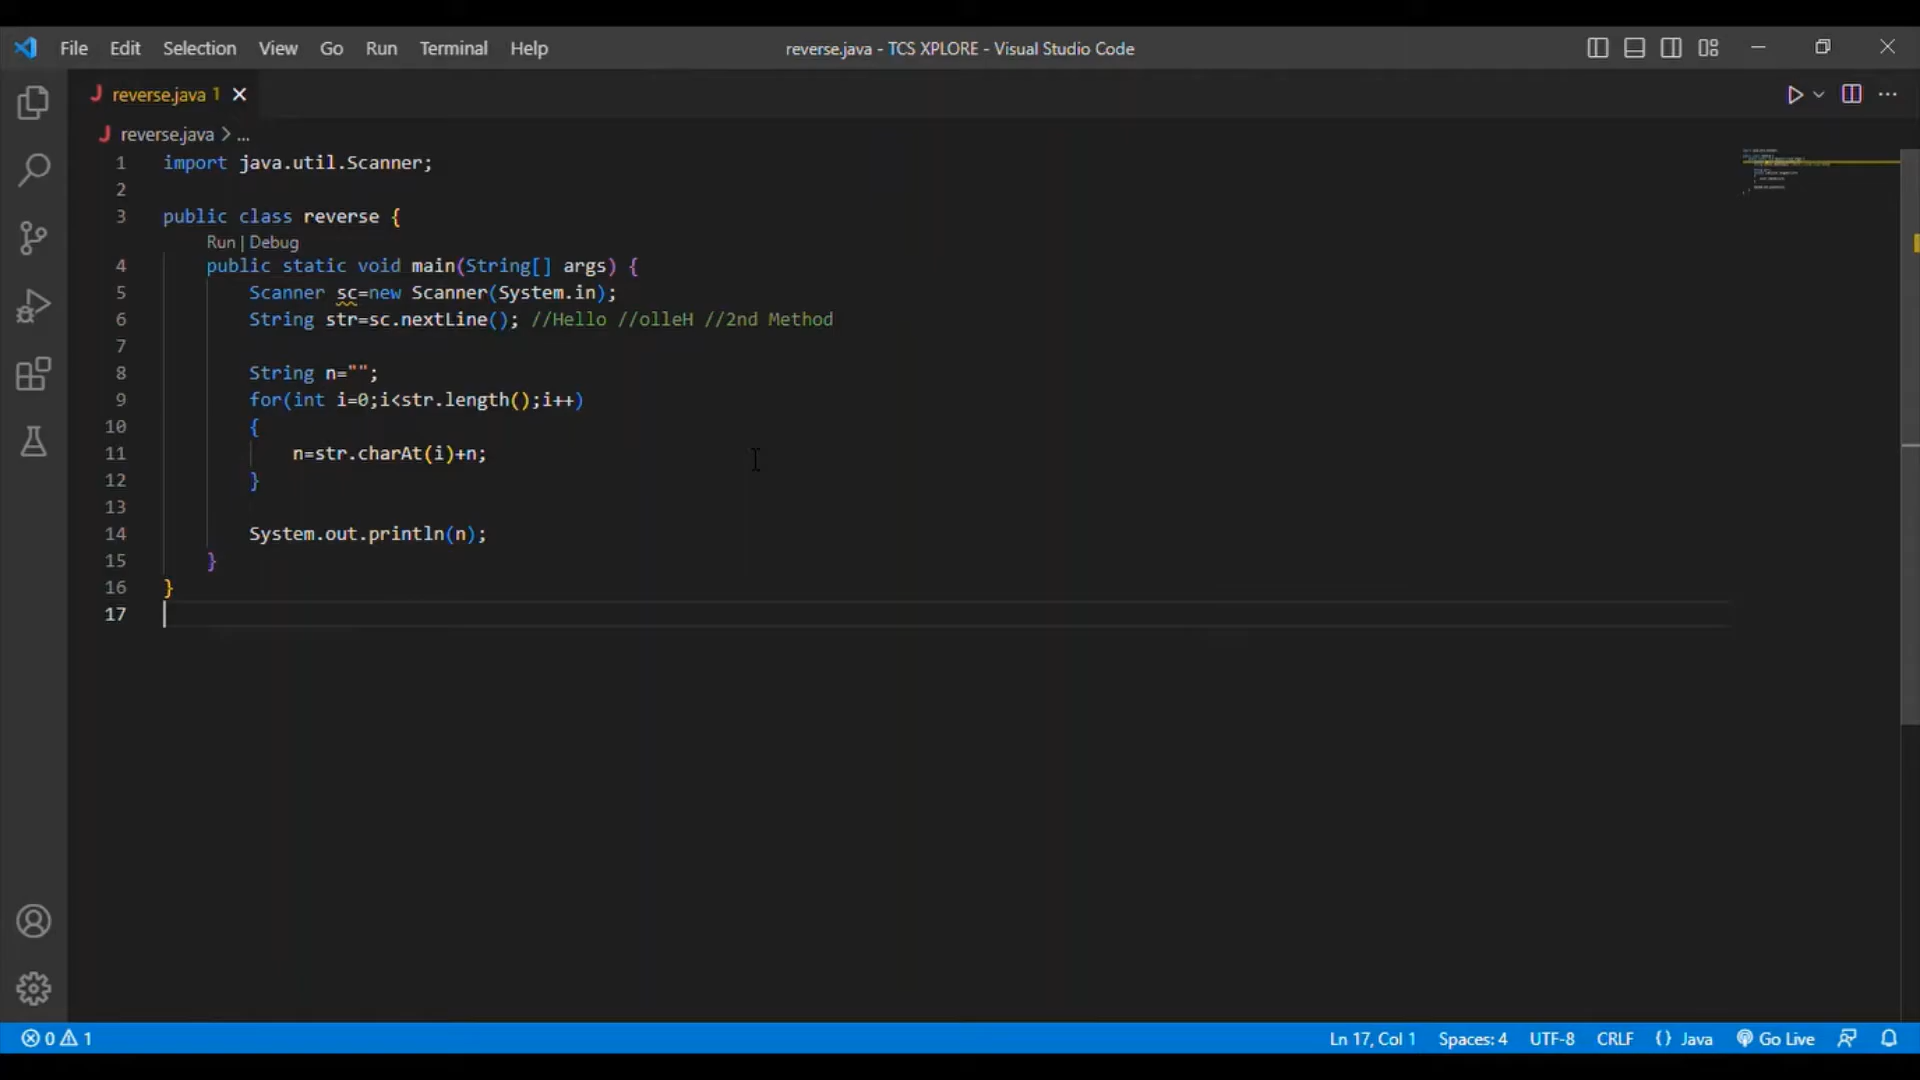 File Edit Selection View Go Run Terminal Help reverse.java - TCS XPLORE - Visual Studio Code
J reverse.java 1
J reverse.java > ...
1 import java.util.Scanner;
2
3 public class reverse {
Run | Debug
4 public static void main(String[] args) {
5 Scanner sc=new Scanner(System.in);
6 String str=sc.nextLine(); //Hello //olleH //2nd Method
7
8 String n="";
9 for(int i=0;i<str.length();i++)
10 {
11 n=str.charAt(i)+n;
12 }
13
14 System.out.println(n);
15 }
16 }
17
0 1 Ln 17, Col 1 Spaces: 4 UTF-8 CRLF {} Java Go Live